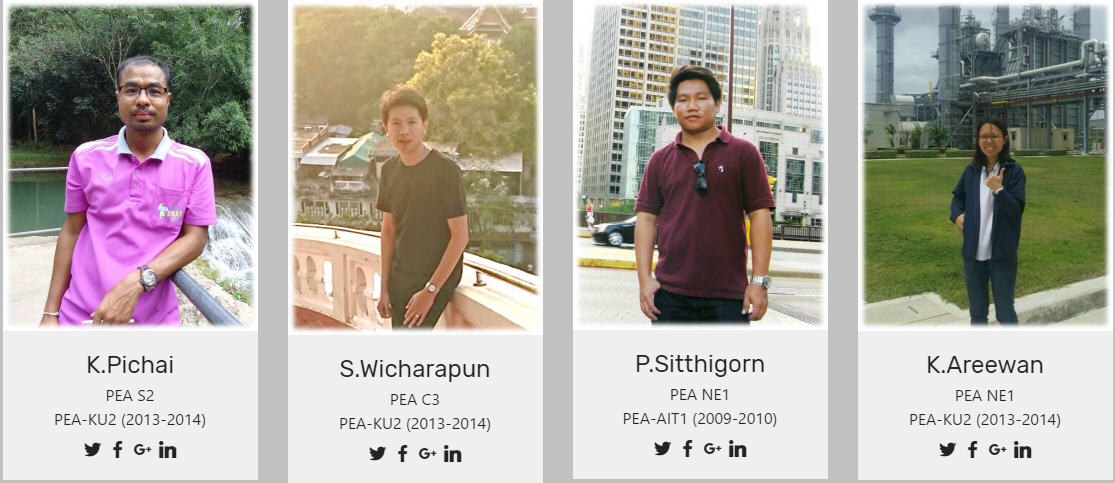 K.Pichai
PEA S2
PEA-KU2 (2013-2014)
S.Wicharapun
PEA C3
PEA-KU2 (2013-2014)
P.Sitthigorn
PEA NE1
PEA-AIT1 (2009-2010)
K.Areewan
PEA NE1
PEA-KU2 (2013-2014)